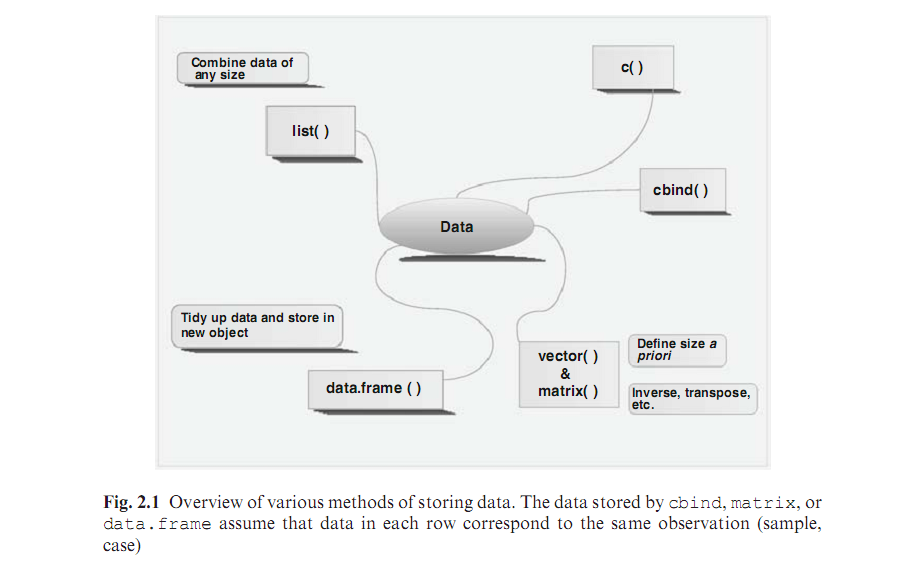 Combine data of
any size
c( )
list( )
cbind( )
Data
Tidy up data and store in
new object
data.frame ( )
vector( )
&
matrix( )
Define size a
priori
Inverse, transpose,
etc.
Fig. 2.1 Overview of various methods of storing data. The data stored by cbind, matrix, or
data.frame assume that data in each row correspond to the same observation (sample,
case)